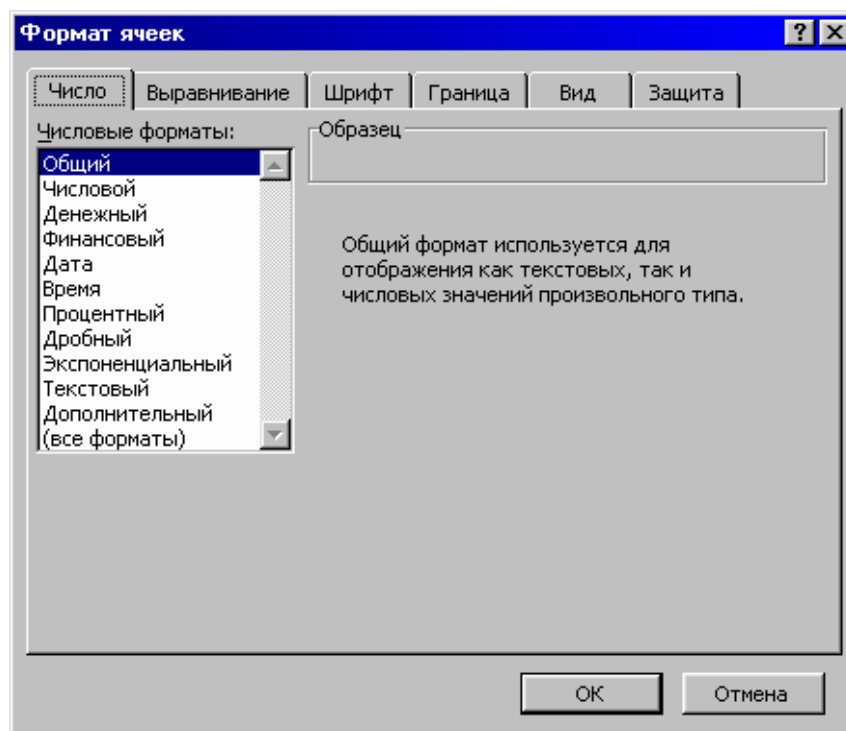 Формат ячеек
Число
Выравнивание
Шрифт
Граница
Вид
Защита
Числовые форматы:
Образец
Общий
Числовой
Денежный
Финансовый
Дата
Время
Процентный
Дробный
Экспоненциальный
Текстовый
Дополнительный
(все форматы)
Общий формат используется для
отображения как текстовых, так и
числовых значений произвольного типа.
ОК
Отмена